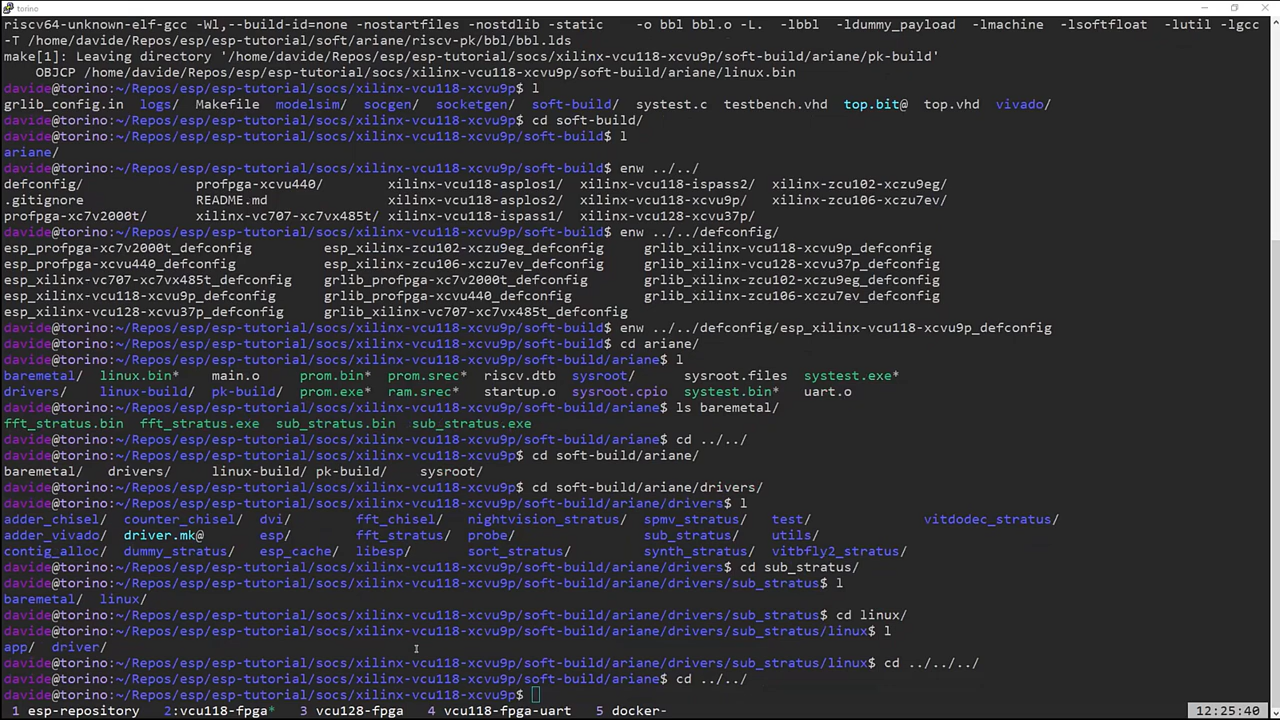 torino
riscv64-unknown-elf-gcc -Wl,--build-id=none -nostartfiles -nostdlib -static    -o bbl bbl.o -L. -lbbl  -ldummy_payload -lmachine -lsoftfloat -lutil -lgcc
-T /home/davide/Repos/esp/esp-tutorial/soft/ariane/riscv-pk/bbl/bbl.lds
make[1]: Leaving directory '/home/davide/Repos/esp/esp-tutorial/socs/xilinx-vcu118-xcvu9p/soft-build/ariane/pk-build'
OBJCP /home/davide/Repos/esp/esp-tutorial/socs/xilinx-vcu118-xcvu9p/soft-build/ariane/linux.bin
davide@torino:~/Repos/esp/esp-tutorial/socs/xilinx-vcu118-xcvu9p$ l
grlib_config.in  logs/  Makefile  modelsim/  socgen/  socketgen/  soft-build/  systest.c  testbench.vhd  top.bit@  top.vhd  vivado/
davide@torino:~/Repos/esp/esp-tutorial/socs/xilinx-vcu118-xcvu9p$ cd soft-build/
davide@torino:~/Repos/esp/esp-tutorial/socs/xilinx-vcu118-xcvu9p/soft-build$ l
ariane/
davide@torino:~/Repos/esp/esp-tutorial/socs/xilinx-vcu118-xcvu9p/soft-build$ enw ../../
defconfig/              profpga-xcvu440/        xilinx-vcu118-asplos1/  xilinx-vcu118-ispass2/  xilinx-zcu102-xczu9eg/
.gitignore              README.md               xilinx-vcu118-asplos2/  xilinx-vcu118-xcvu9p/   xilinx-zcu106-xczu7ev/
profpga-xc7v2000t/      xilinx-vc707-xc7vx485t/ xilinx-vcu118-ispass1/  xilinx-vcu128-xcvu37p/
davide@torino:~/Repos/esp/esp-tutorial/socs/xilinx-vcu118-xcvu9p/soft-build$ enw ../../defconfig/
esp_profpga-xc7v2000t_defconfig         esp_xilinx-zcu102-xczu9eg_defconfig     grlib_xilinx-vcu118-xcvu9p_defconfig
esp_profpga-xcvu440_defconfig           esp_xilinx-zcu106-xczu7ev_defconfig     grlib_xilinx-vcu128-xcvu37p_defconfig
esp_xilinx-vc707-xc7vx485t_defconfig    grlib_profpga-xc7v2000t_defconfig       grlib_xilinx-zcu102-xczu9eg_defconfig
esp_xilinx-vcu118-xcvu9p_defconfig      grlib_profpga-xcvu440_defconfig         grlib_xilinx-zcu106-xczu7ev_defconfig
esp_xilinx-vcu128-xcvu37p_defconfig     grlib_xilinx-vc707-xc7vx485t_defconfig
davide@torino:~/Repos/esp/esp-tutorial/socs/xilinx-vcu118-xcvu9p/soft-build$ enw ../../defconfig/esp_xilinx-vcu118-xcvu9p_defconfig
davide@torino:~/Repos/esp/esp-tutorial/socs/xilinx-vcu118-xcvu9p/soft-build$ cd ariane/
davide@torino:~/Repos/esp/esp-tutorial/socs/xilinx-vcu118-xcvu9p/soft-build/ariane$ l
baremetal/  linux.bin*    main.o     prom.bin*  prom.srec*  riscv.dtb  sysroot/      sysroot.files  systest.exe*
drivers/    linux-build/  pk-build/  prom.exe*  ram.srec*   startup.o  sysroot.cpio  systest.bin*   uart.o
davide@torino:~/Repos/esp/esp-tutorial/socs/xilinx-vcu118-xcvu9p/soft-build/ariane$ ls baremetal/
fft_stratus.bin  fft_stratus.exe  sub_stratus.bin  sub_stratus.exe
davide@torino:~/Repos/esp/esp-tutorial/socs/xilinx-vcu118-xcvu9p/soft-build/ariane$ cd ../../
davide@torino:~/Repos/esp/esp-tutorial/socs/xilinx-vcu118-xcvu9p$ cd soft-build/ariane/
baremetal/   drivers/     linux-build/ pk-build/    sysroot/
davide@torino:~/Repos/esp/esp-tutorial/socs/xilinx-vcu118-xcvu9p$ cd soft-build/ariane/drivers/
davide@torino:~/Repos/esp/esp-tutorial/socs/xilinx-vcu118-xcvu9p/soft-build/ariane/drivers$ l
adder_chisel/  counter_chisel/  dvi/        fft_chisel/   nightvision_stratus/  spmv_stratus/   test/              vitdodec_stratus/
adder_vivado/  driver.mk@       esp/        fft_stratus/  probe/                sub_stratus/    utils/
contig_alloc/  dummy_stratus/   esp_cache/  libesp/       sort_stratus/         synth_stratus/  vitbfly2_stratus/
davide@torino:~/Repos/esp/esp-tutorial/socs/xilinx-vcu118-xcvu9p/soft-build/ariane/drivers$ cd sub_stratus/
davide@torino:~/Repos/esp/esp-tutorial/socs/xilinx-vcu118-xcvu9p/soft-build/ariane/drivers/sub_stratus$ l
baremetal/  linux/
davide@torino:~/Repos/esp/esp-tutorial/socs/xilinx-vcu118-xcvu9p/soft-build/ariane/drivers/sub_stratus$ cd linux/
davide@torino:~/Repos/esp/esp-tutorial/socs/xilinx-vcu118-xcvu9p/soft-build/ariane/drivers/sub_stratus/linux$ l
app/  driver/
davide@torino:~/Repos/esp/esp-tutorial/socs/xilinx-vcu118-xcvu9p/soft-build/ariane/drivers/sub_stratus/linux$ cd ../../../
davide@torino:~/Repos/esp/esp-tutorial/socs/xilinx-vcu118-xcvu9p/soft-build/ariane$ cd ../../
davide@torino:~/Repos/esp/esp-tutorial/socs/xilinx-vcu118-xcvu9p$
1 esp-repository   2:vcu118-fpga*   3 vcu128-fpga   4 vcu118-fpga-uart   5 docker-   12:25:40